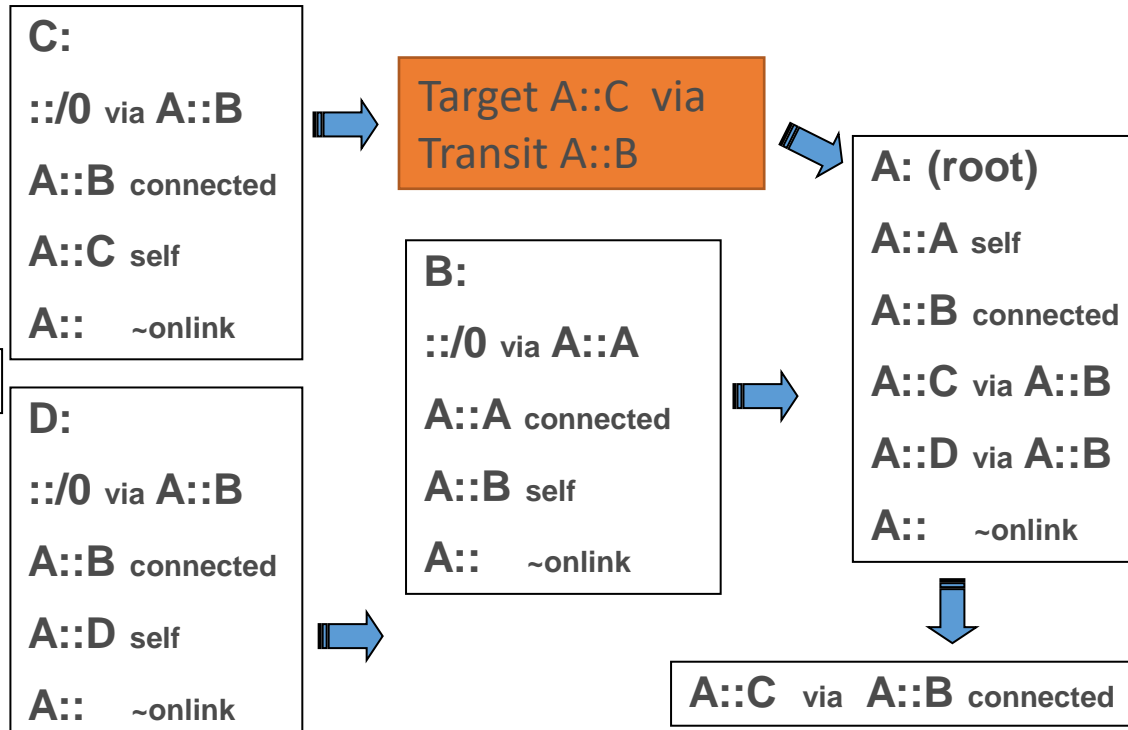 C:
::/0 via A::B
A::B connected
A::C self
A:: ~onlink
Target A::C via
Transit A::B
A: (root)
A::A self
A::B connected
A::C via A::B
A::D via A::B
A:: ~onlink
B:
::/0 via A::A
A::A connected
A::B self
A:: ~onlink
D:
::/0 via A::B
A::B connected
A::D self
A:: ~onlink
A::C via A::B connected